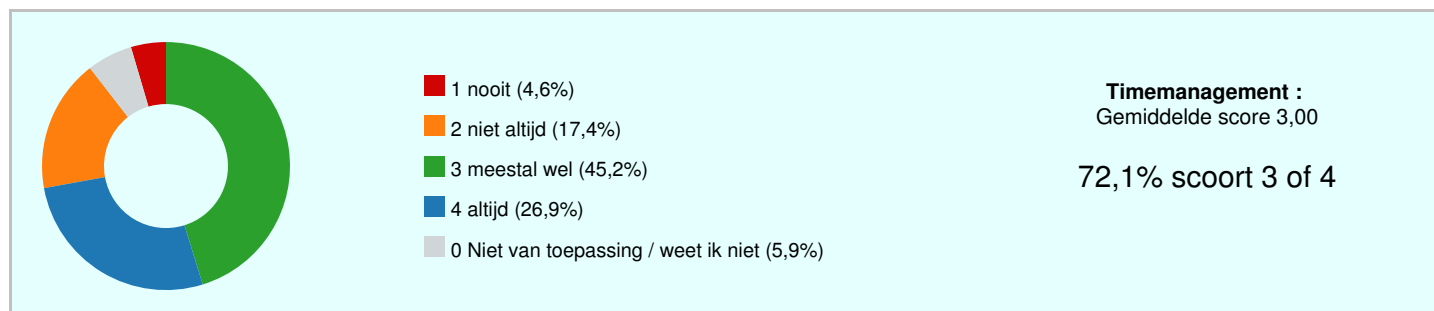 1 nooit (4,6%)
2 niet altijd (17,4%)
3 meestal wel (45,2%)
4 altijd (26,9%)
0 Niet van toepassing / weet ik niet (5,9%)
Timemanagement :
Gemiddelde score 3,00
72,1% scoort 3 of 4